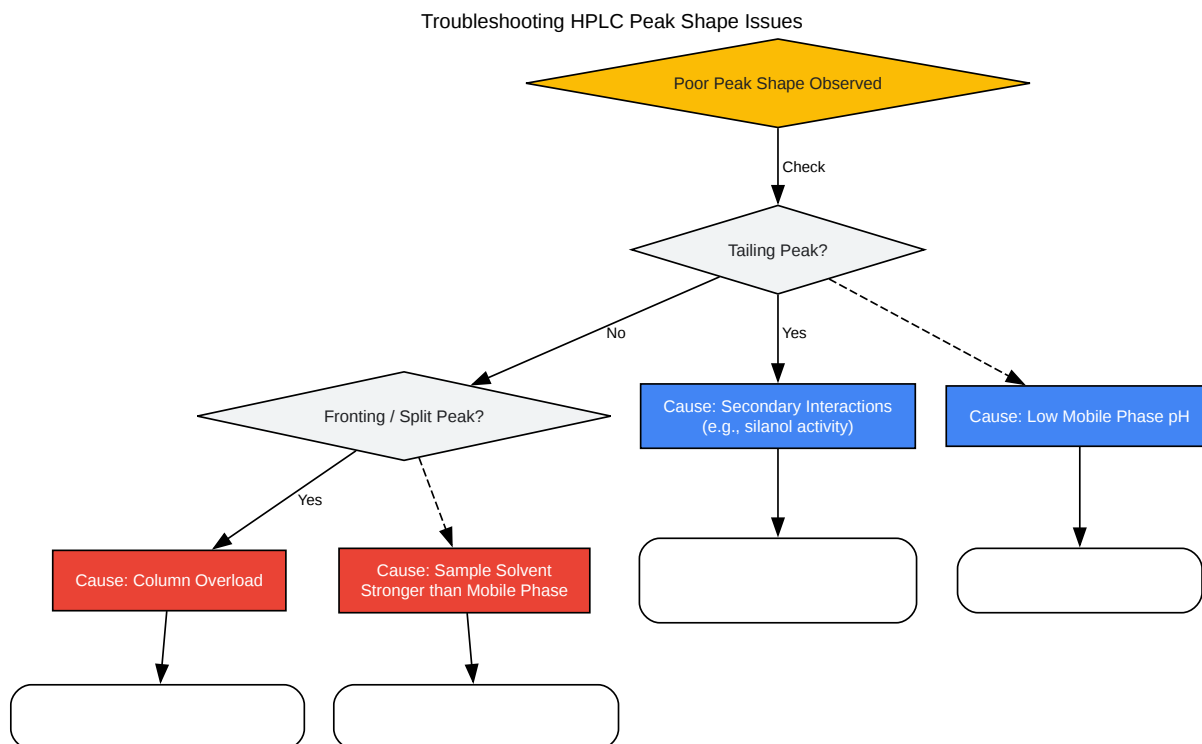 Troubleshooting HPLC Peak Shape Issues
Poor Peak Shape Observed
Check
Tailing Peak?
No
Yes
Fronting / Split Peak?
Cause: Secondary Interactions
(e.g., silanol activity)
Cause: Low Mobile Phase pH
Yes
Cause: Column Overload
Cause: Sample Solvent
Stronger than Mobile Phase